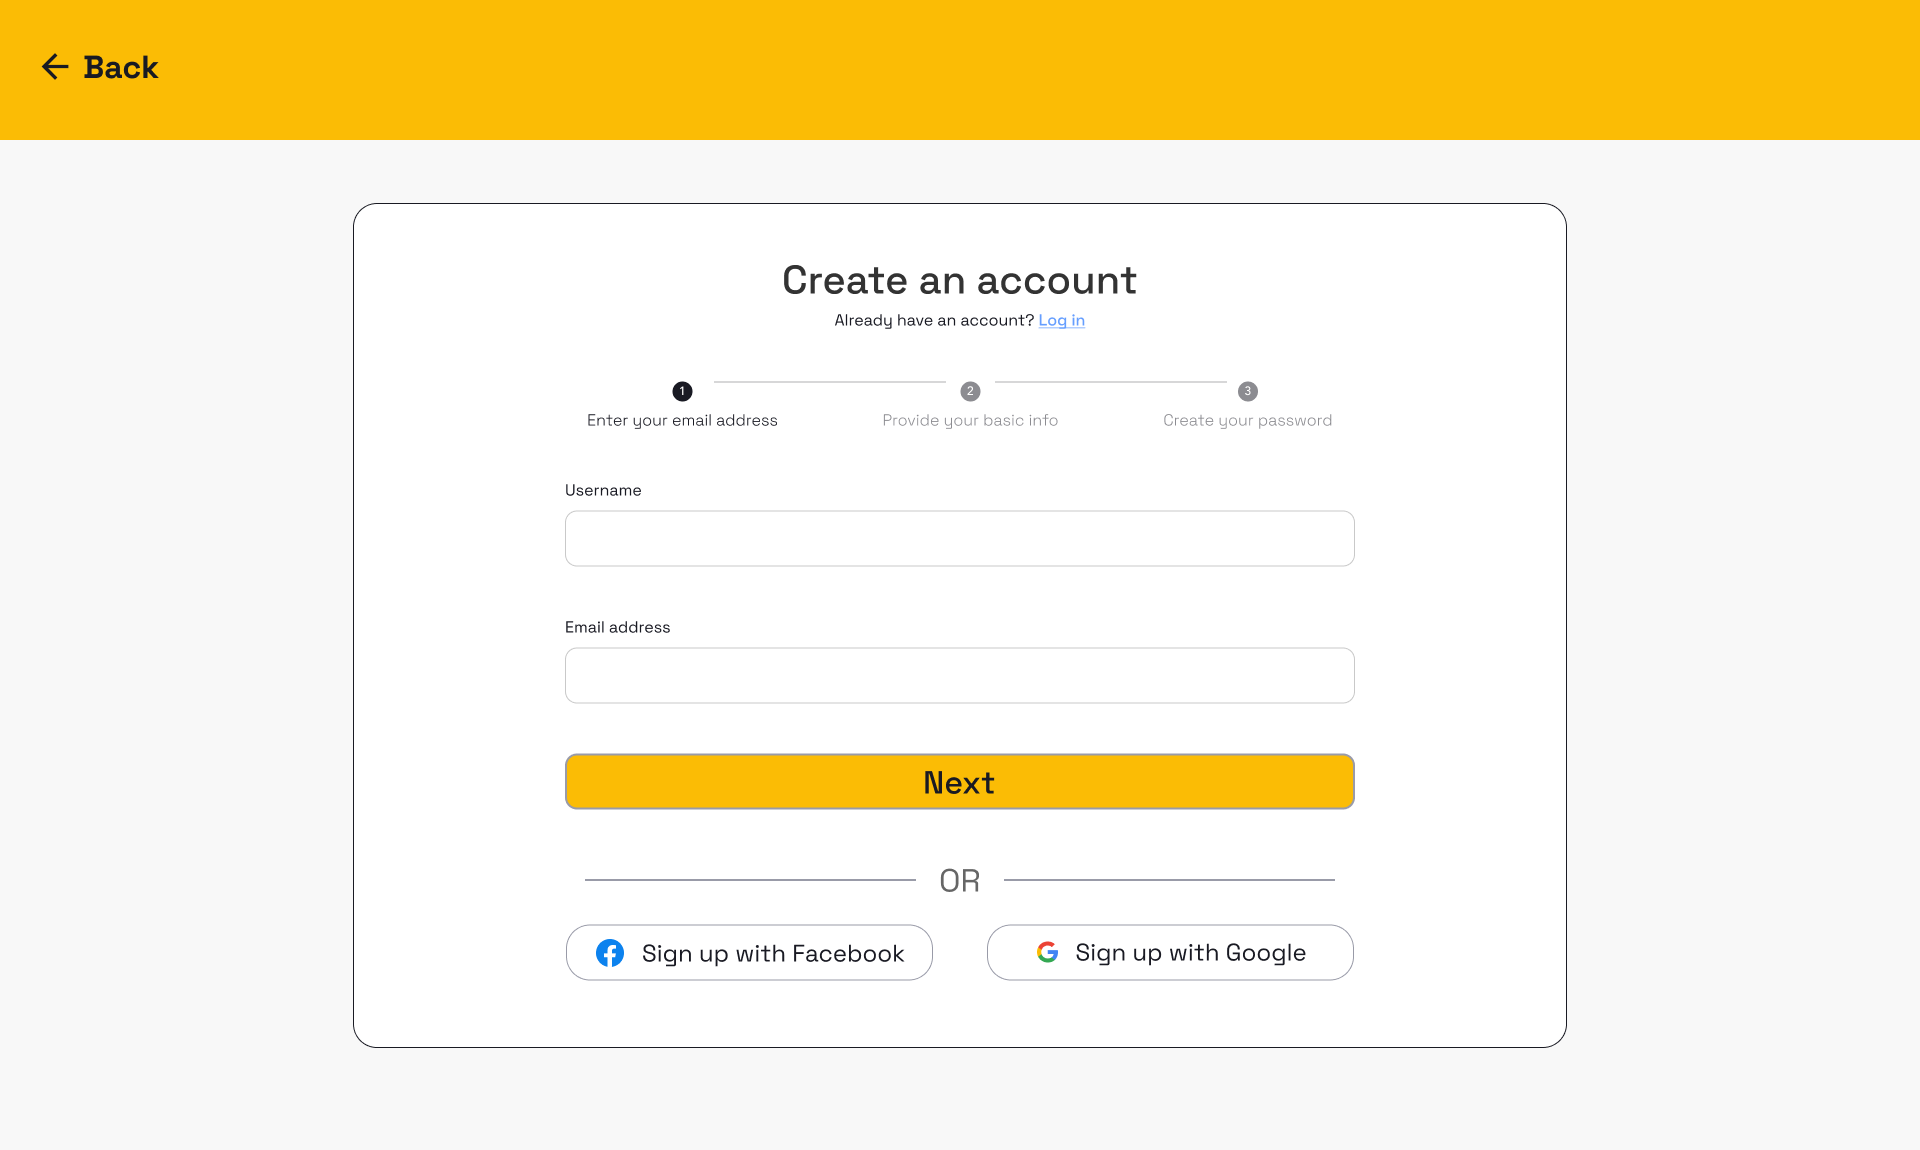 Back
Create an account
Already have an account? Log in
1 2 3
Enter your email address Provide your basic info Create your password
Username
Email address
Next
OR
Sign up with Facebook Sign up with Google